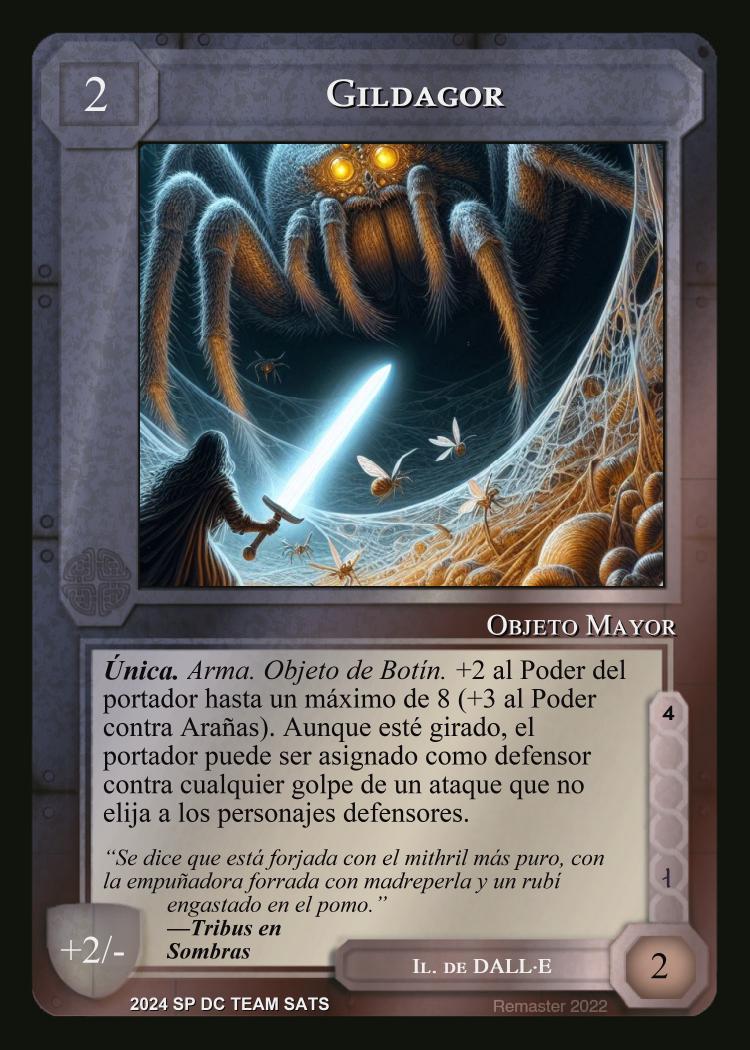 2
Gildagor
Objeto Mayor
Única. Arma. Objeto de Botín. +2 al Poder del
portador hasta un máximo de 8 (+3 al Poder
contra Arañas). Aunque esté girado, el
portador puede ser asignado como defensor
contra cualquier golpe de un ataque que no
elija a los personajes defensores.
4
“Se dice que está forjada con el mithril más puro, con
la empuñadora forrada con madreperla y un rubí
engastado en el pomo.”
—Tribus en
Sombras
+2/-
Il. de DALL·E
2
2024 SP DC TEAM SATS
Remaster 2022